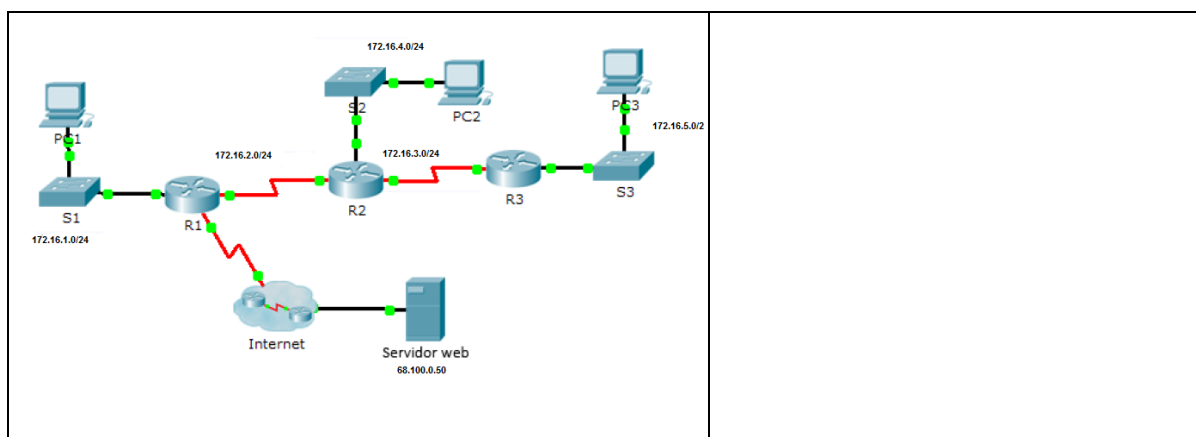 172.16.4.0/24
S2
PC2
PC3
172.16.5.0/2
PC1
172.16.2.0/24
172.16.3.0/24
S1
R1
R2
R3
S3
172.16.1.0/24
Internet
Servidor web
68.100.0.50